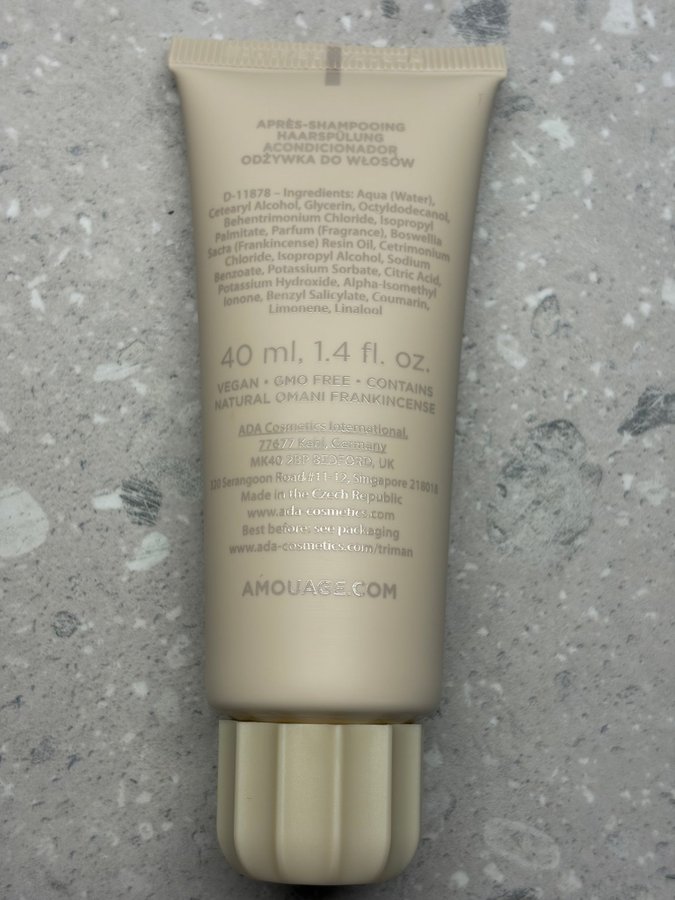 APRÈS-SHAMPOOING
HAARSPÜLUNG
ACONDICIONADOR
ODŻYWKA DO WŁOSÓW
D-11878 – Ingredients: Aqua (Water),
Cetearyl Alcohol, Glycerin, Octyldodecanol,
Behentrimonium Chloride, Isopropyl
Palmitate, Parfum (Fragrance), Boswellia
Sacra (Frankincense) Resin Oil, Cetrimonium
Chloride, Isopropyl Alcohol, Sodium
Benzoate, Potassium Sorbate, Citric Acid,
Potassium Hydroxide, Alpha-Isomethyl
Ionone, Benzyl Salicylate, Coumarin,
Limonene, Linalool
40 ml, 1.4 fl. oz.
VEGAN • GMO FREE • CONTAINS
NATURAL OMANI FRANKINCENSE
ADA Cosmetics International,
77677 Kehl, Germany
MK40 2BP BEDFORD, UK
320 Serangoon Road #11-12, Singapore 218018
Made in the Czech Republic
www.ada-cosmetics.com
Best before: see packaging
www.ada-cosmetics.com/triman
AMOUAGE.COM